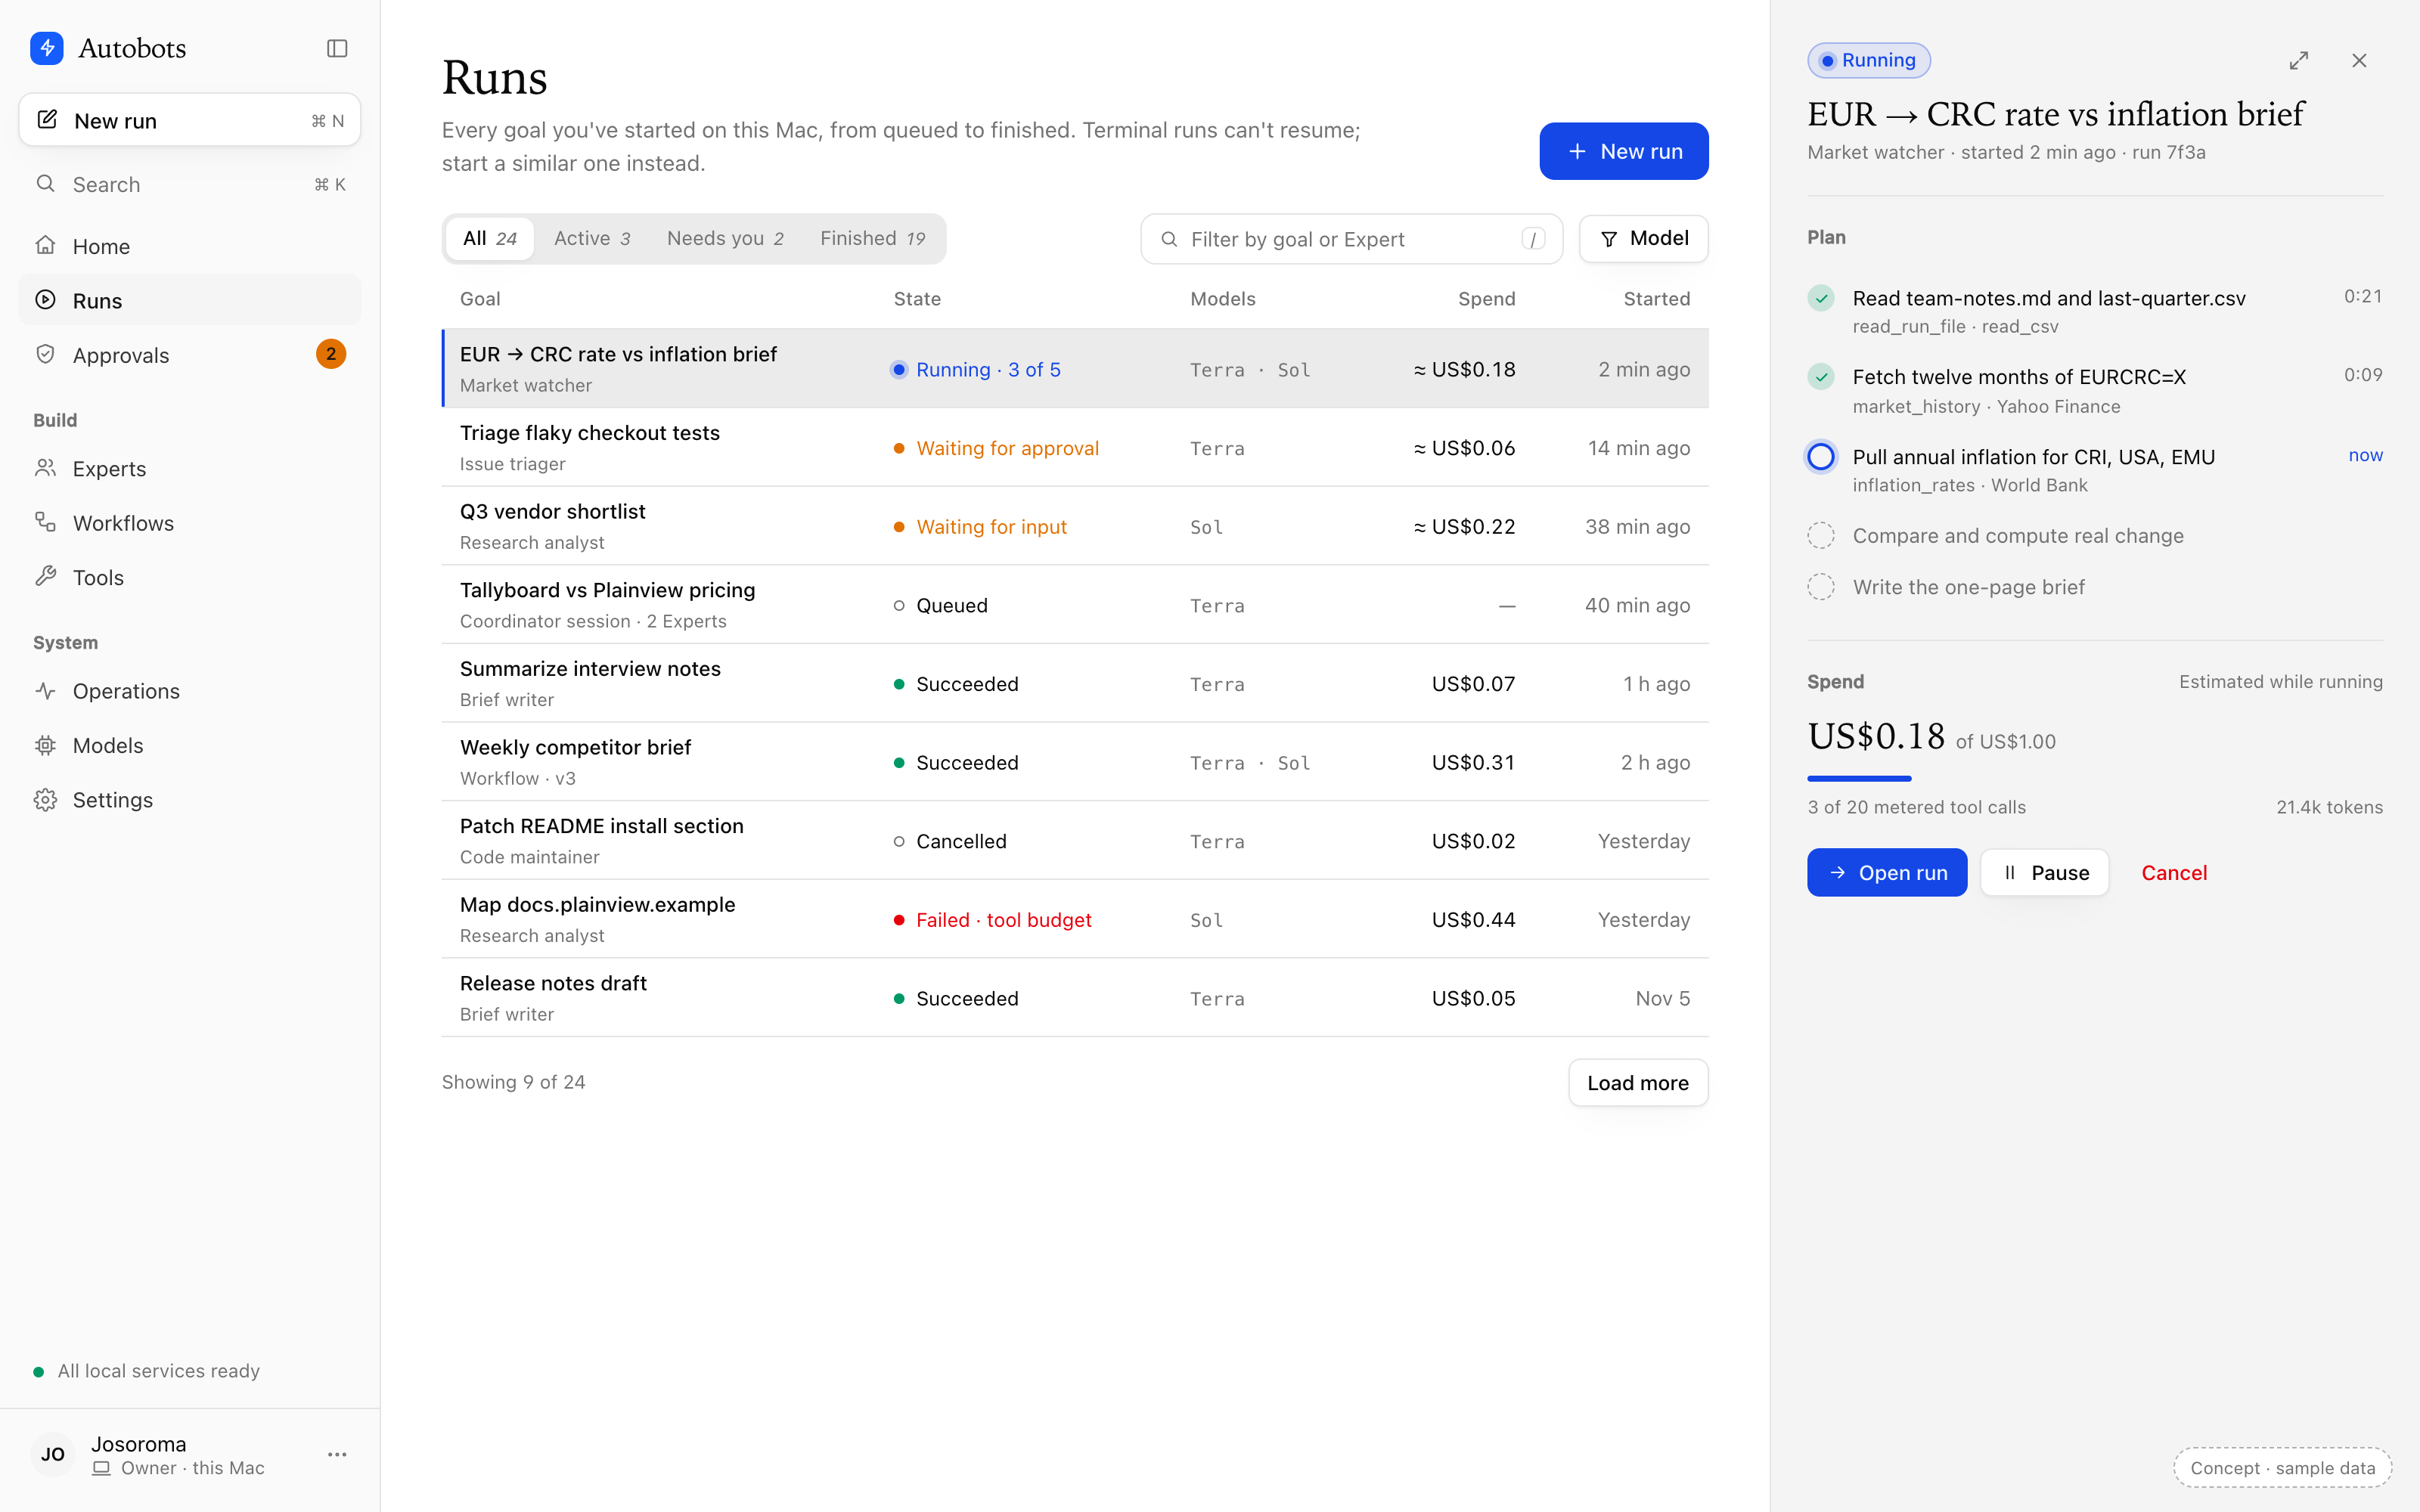 Autobots
New run ⌘ N
Search ⌘ K
Home
Runs
Approvals 2
Build
Experts
Workflows
Tools
System
Operations
Models
Settings
All local services ready
JO
Josoroma
Owner · this Mac
Runs
Every goal you've started on this Mac, from queued to finished. Terminal runs can't resume;
start a similar one instead.
+ New run
All 24 Active 3 Needs you 2 Finished 19
Filter by goal or Expert /
Model
Goal State Models Spend Started
EUR → CRC rate vs inflation brief
Market watcher
Running · 3 of 5 Terra · Sol ≈ US$0.18 2 min ago
Triage flaky checkout tests
Issue triager
Waiting for approval Terra ≈ US$0.06 14 min ago
Q3 vendor shortlist
Research analyst
Waiting for input Sol ≈ US$0.22 38 min ago
Tallyboard vs Plainview pricing
Coordinator session · 2 Experts
Queued Terra — 40 min ago
Summarize interview notes
Brief writer
Succeeded Terra US$0.07 1 h ago
Weekly competitor brief
Workflow · v3
Succeeded Terra · Sol US$0.31 2 h ago
Patch README install section
Code maintainer
Cancelled Terra US$0.02 Yesterday
Map docs.plainview.example
Research analyst
Failed · tool budget Sol US$0.44 Yesterday
Release notes draft
Brief writer
Succeeded Terra US$0.05 Nov 5
Showing 9 of 24
Load more
Running
EUR → CRC rate vs inflation brief
Market watcher · started 2 min ago · run 7f3a
Plan
Read team-notes.md and last-quarter.csv 0:21
read_run_file · read_csv
Fetch twelve months of EURCRC=X 0:09
market_history · Yahoo Finance
Pull annual inflation for CRI, USA, EMU now
inflation_rates · World Bank
Compare and compute real change
Write the one-page brief
Spend Estimated while running
US$0.18 of US$1.00
3 of 20 metered tool calls 21.4k tokens
→ Open run
Pause
Cancel
Concept · sample data